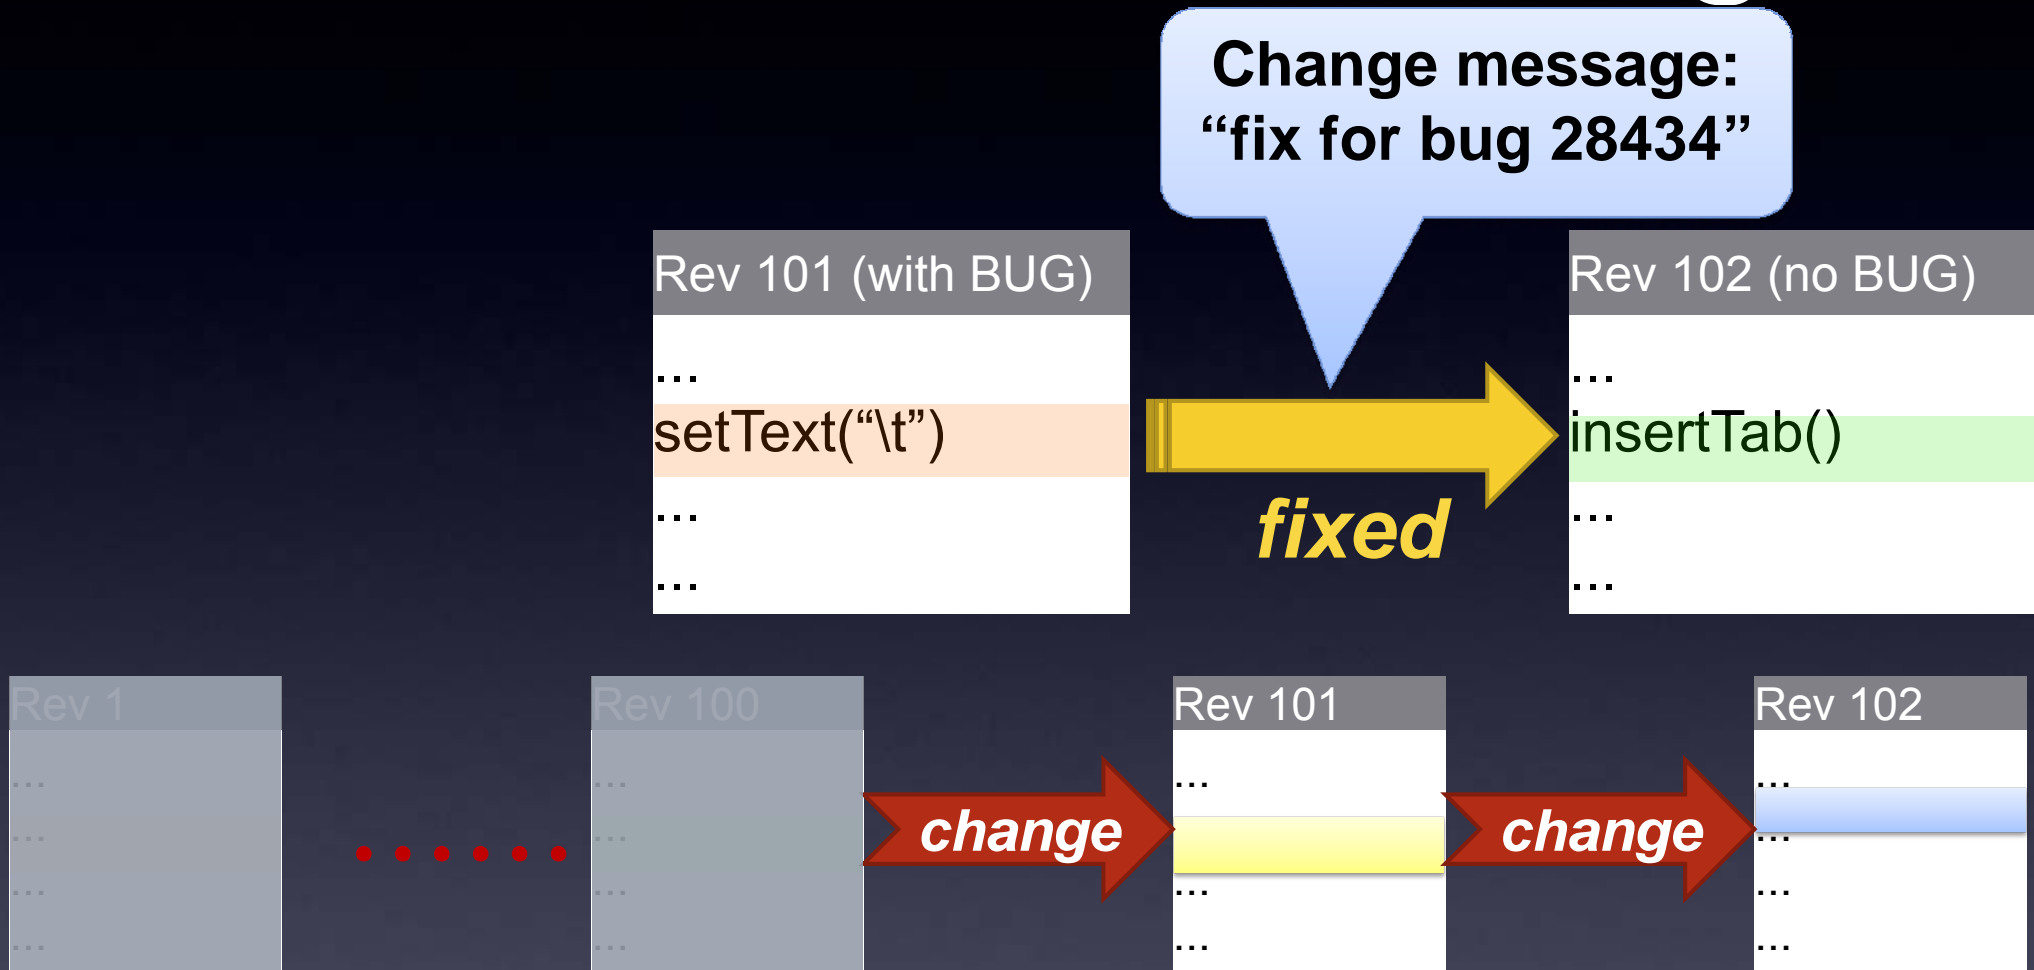 Change message:
“fix for bug 28434”
Rev 101 (with BUG)
...
setText(“\t”)
...
...
fixed
Rev 102 (no BUG)
...
insertTab()
...
...
Rev 1
...
...
...
...
Rev 100
...
...
...
...
change
Rev 101
...
...
...
change
Rev 102
...
...
...
...